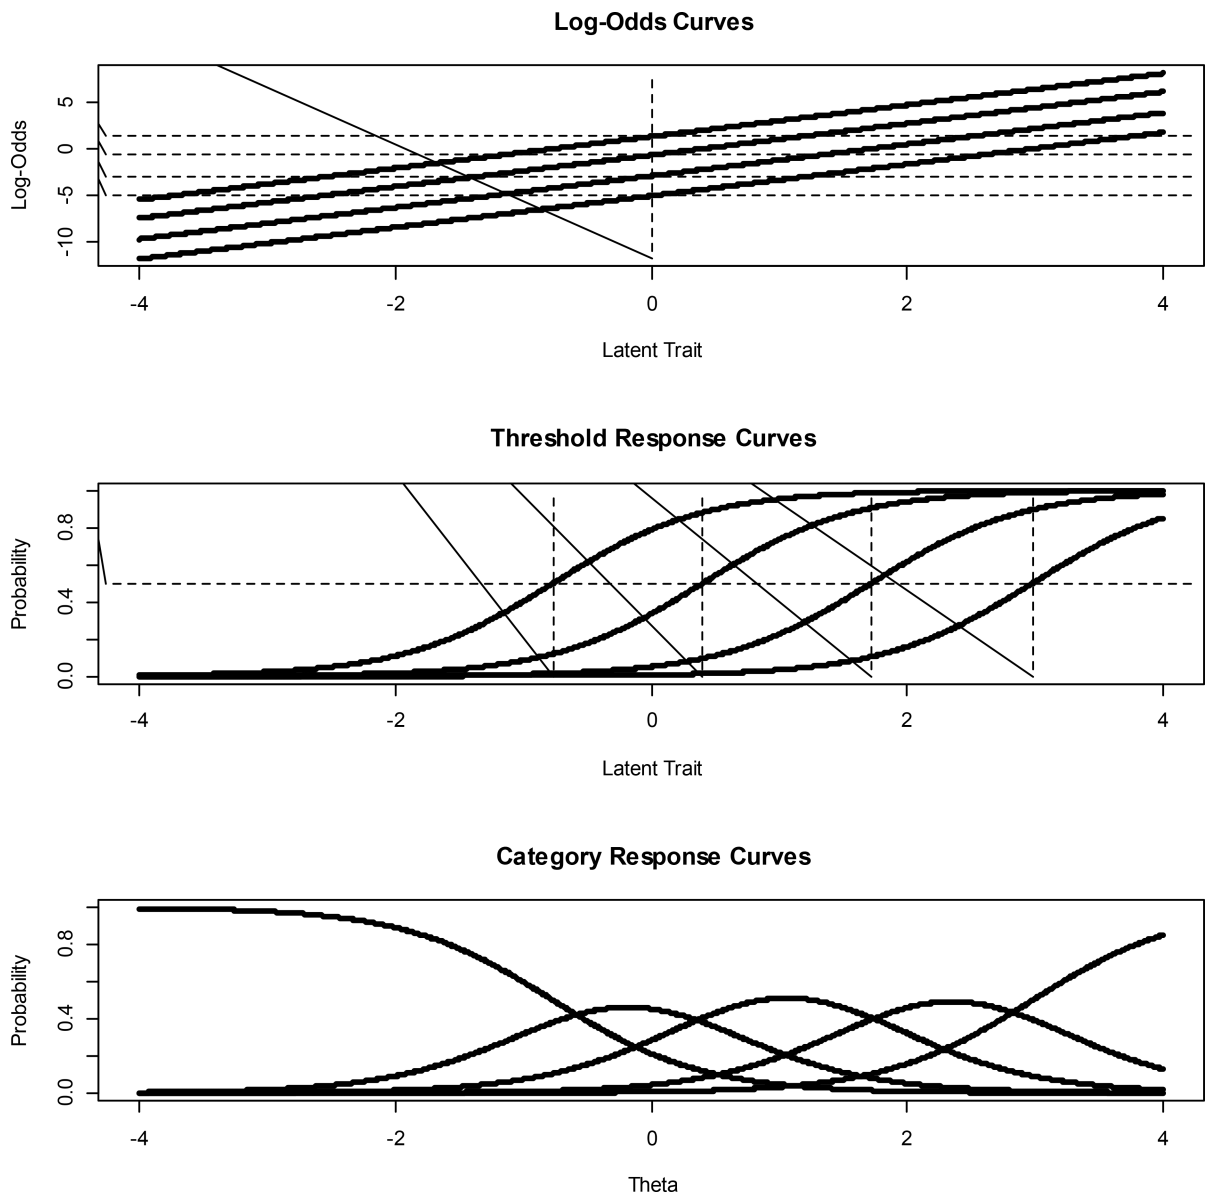 Log-Odds Curves
5
0
-5
-10
Log-Odds
-4 -2 0 2 4
Latent Trait
Threshold Response Curves
0.8
0.4
0.0
Probability
-4 -2 0 2 4
Latent Trait
Category Response Curves
0.8
0.4
0.0
Probability
-4 -2 0 2 4
Theta